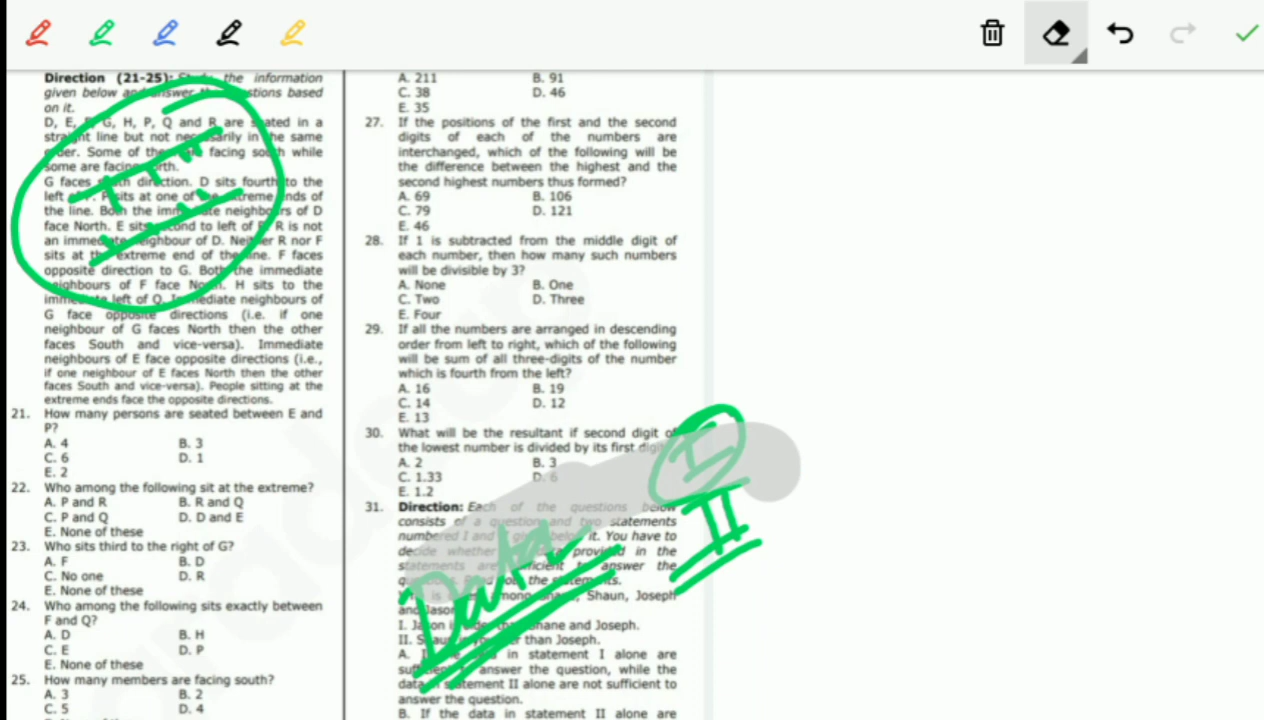 Direction (21-25): Study the information
given below and answer the questions based
on it.
D, E, F, G, H, P, Q and R are seated in a
straight line but not necessarily in the same
order. Some of them are facing south while
some are facing north.
G faces south direction. D sits fourth to the
left of P. P sits at one of the extreme ends of
the line. Both the immediate neighbours of D
face North. E sits second to left of R. R is not
an immediate neighbour of D. Neither R nor F
sits at the extreme end of the line. F faces
opposite direction to G. Both the immediate
neighbours of F face North. H sits to the
immediate left of Q. Immediate neighbours of
G face opposite directions (i.e. if one
neighbour of G faces North then the other
faces South and vice-versa). Immediate
neighbours of E face opposite directions (i.e.,
if one neighbour of E faces North then the other
faces South and vice-versa). People sitting at the
extreme ends face the opposite directions.
21. How many persons are seated between E and
P?
A. 4 B. 3
C. 6 D. 1
E. 2
22. Who among the following sit at the extreme?
A. P and R B. R and Q
C. P and Q D. D and E
E. None of these
23. Who sits third to the right of G?
A. F B. D
C. No one D. R
E. None of these
24. Who among the following sits exactly between
F and Q?
A. D B. H
C. E D. P
E. None of these
25. How many members are facing south?
A. 3 B. 2
C. 5 D. 4
A. 211 B. 91
C. 38 D. 46
E. 35
27. If the positions of the first and the second
digits of each of the numbers are
interchanged, which of the following will be
the difference between the highest and the
second highest numbers thus formed?
A. 69 B. 106
C. 79 D. 121
E. 46
28. If 1 is subtracted from the middle digit of
each number, then how many such numbers
will be divisible by 3?
A. None B. One
C. Two D. Three
E. Four
29. If all the numbers are arranged in descending
order from left to right, which of the following
will be sum of all three-digits of the number
which is fourth from the left?
A. 16 B. 19
C. 14 D. 12
E. 13
30. What will be the resultant if second digit of
the lowest number is divided by its first digit
A. 2 B. 3
C. 1.33 D. 6
E. 1.2
I
II
Data
31. Direction: Each of the questions below
consists of a question and two statements
numbered I and II given below it. You have to
decide whether the data provided in the
statements are sufficient to answer the
question. Read both the statements.
Who is among Shane, Shaun, Joseph
and Jason
I. Jason is older than Shane and Joseph.
II. Shaun is younger than Joseph.
A. If the data in statement I alone are
sufficient to answer the question, while the
data in statement II alone are not sufficient to
answer the question.
B. If the data in statement II alone are